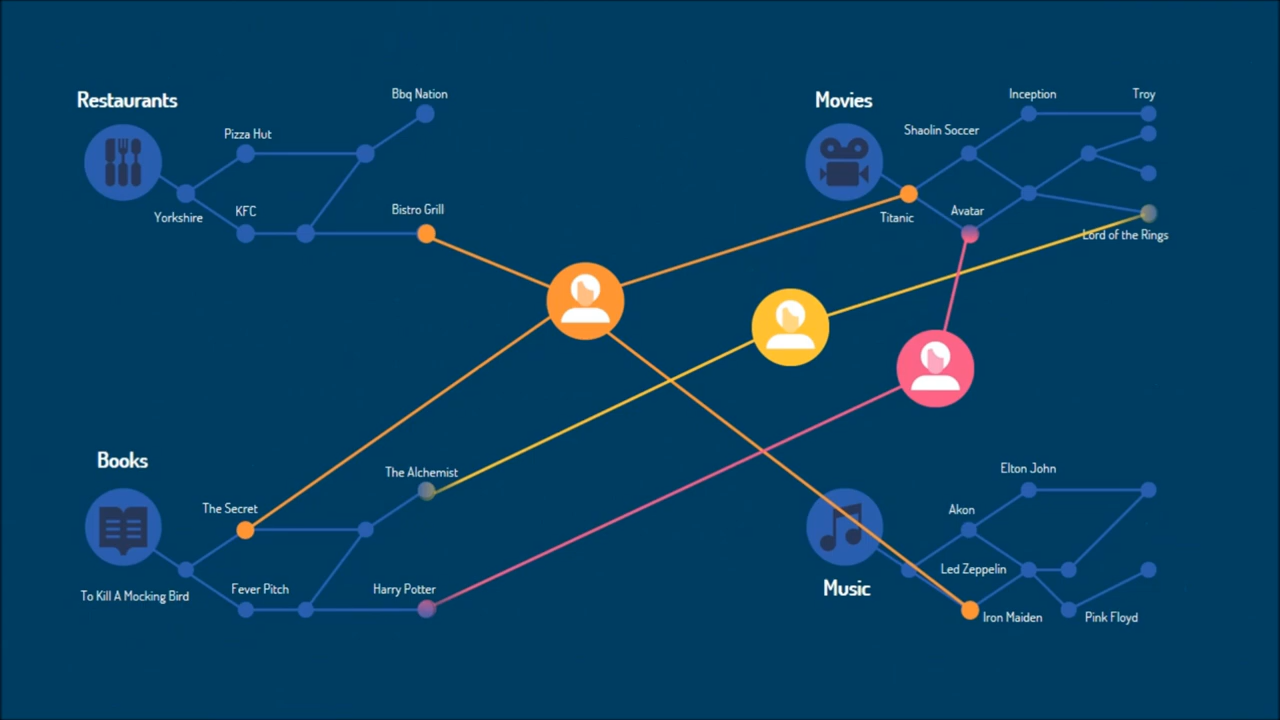 Restaurants
Bbq Nation
Pizza Hut
Yorkshire
KFC
Bistro Grill
Movies
Inception
Troy
Shaolin Soccer
Titanic
Avatar
Lord of the Rings
Books
The Alchemist
The Secret
To Kill A Mocking Bird
Fever Pitch
Harry Potter
Music
Elton John
Akon
Led Zeppelin
Iron Maiden
Pink Floyd